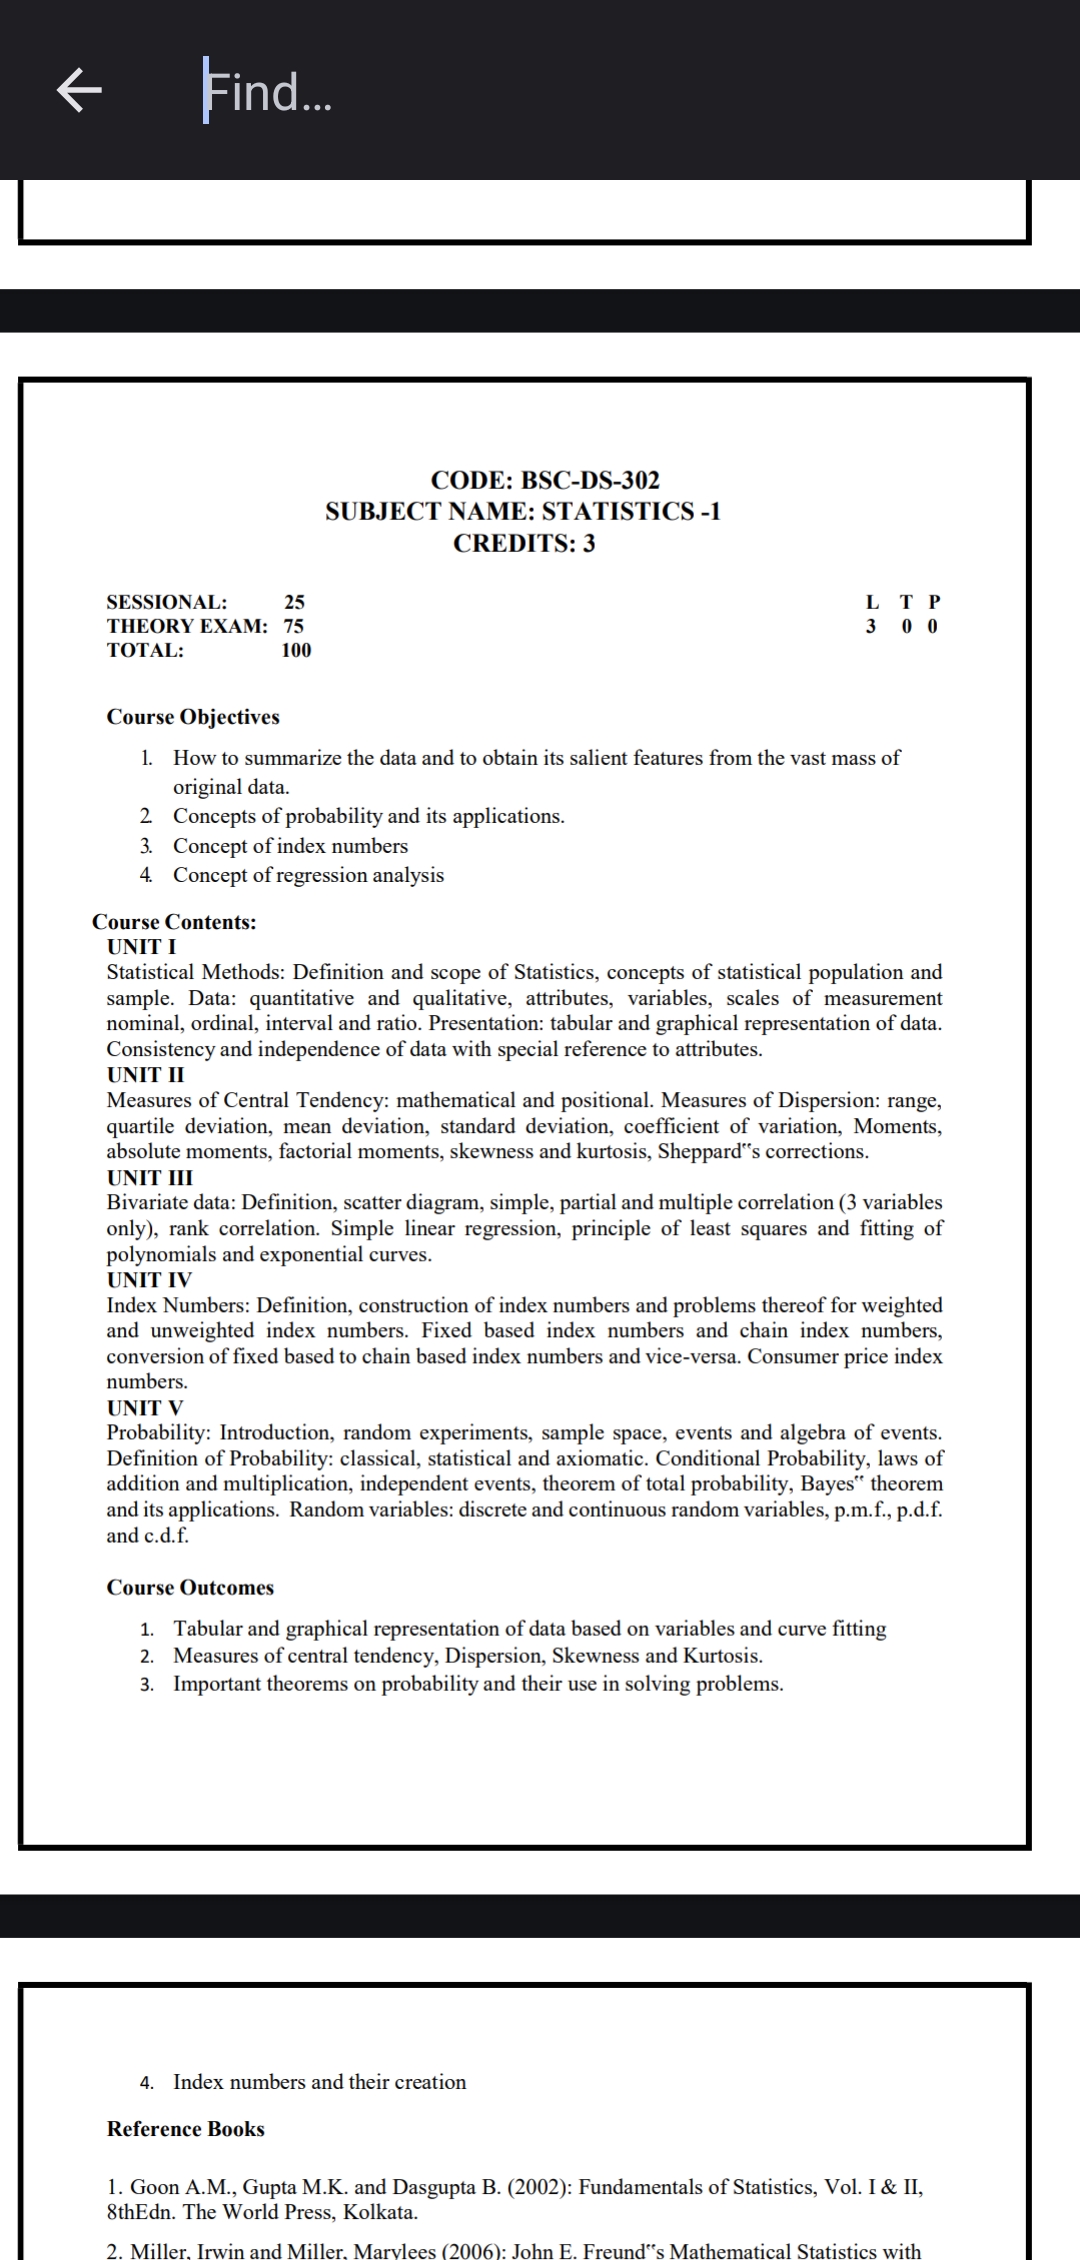 Find...
CODE: BSC-DS-302
SUBJECT NAME: STATISTICS -1
CREDITS: 3
SESSIONAL: 25 L T P
THEORY EXAM: 75 3 0 0
TOTAL: 100
Course Objectives
1. How to summarize the data and to obtain its salient features from the vast mass of
original data.
2. Concepts of probability and its applications.
3. Concept of index numbers
4. Concept of regression analysis
Course Contents:
UNIT I
Statistical Methods: Definition and scope of Statistics, concepts of statistical population and
sample. Data: quantitative and qualitative, attributes, variables, scales of measurement
nominal, ordinal, interval and ratio. Presentation: tabular and graphical representation of data.
Consistency and independence of data with special reference to attributes.
UNIT II
Measures of Central Tendency: mathematical and positional. Measures of Dispersion: range,
quartile deviation, mean deviation, standard deviation, coefficient of variation, Moments,
absolute moments, factorial moments, skewness and kurtosis, Sheppard‟s corrections.
UNIT III
Bivariate data: Definition, scatter diagram, simple, partial and multiple correlation (3 variables
only), rank correlation. Simple linear regression, principle of least squares and fitting of
polynomials and exponential curves.
UNIT IV
Index Numbers: Definition, construction of index numbers and problems thereof for weighted
and unweighted index numbers. Fixed based index numbers and chain index numbers,
conversion of fixed based to chain based index numbers and vice-versa. Consumer price index
numbers.
UNIT V
Probability: Introduction, random experiments, sample space, events and algebra of events.
Definition of Probability: classical, statistical and axiomatic. Conditional Probability, laws of
addition and multiplication, independent events, theorem of total probability, Bayes‟ theorem
and its applications. Random variables: discrete and continuous random variables, p.m.f., p.d.f.
and c.d.f.
Course Outcomes
1. Tabular and graphical representation of data based on variables and curve fitting
2. Measures of central tendency, Dispersion, Skewness and Kurtosis.
3. Important theorems on probability and their use in solving problems.
4. Index numbers and their creation
Reference Books
1. Goon A.M., Gupta M.K. and Dasgupta B. (2002): Fundamentals of Statistics, Vol. I & II,
8thEdn. The World Press, Kolkata.
2. Miller, Irwin and Miller, Marylees (2006): John E. Freund‟s Mathematical Statistics with